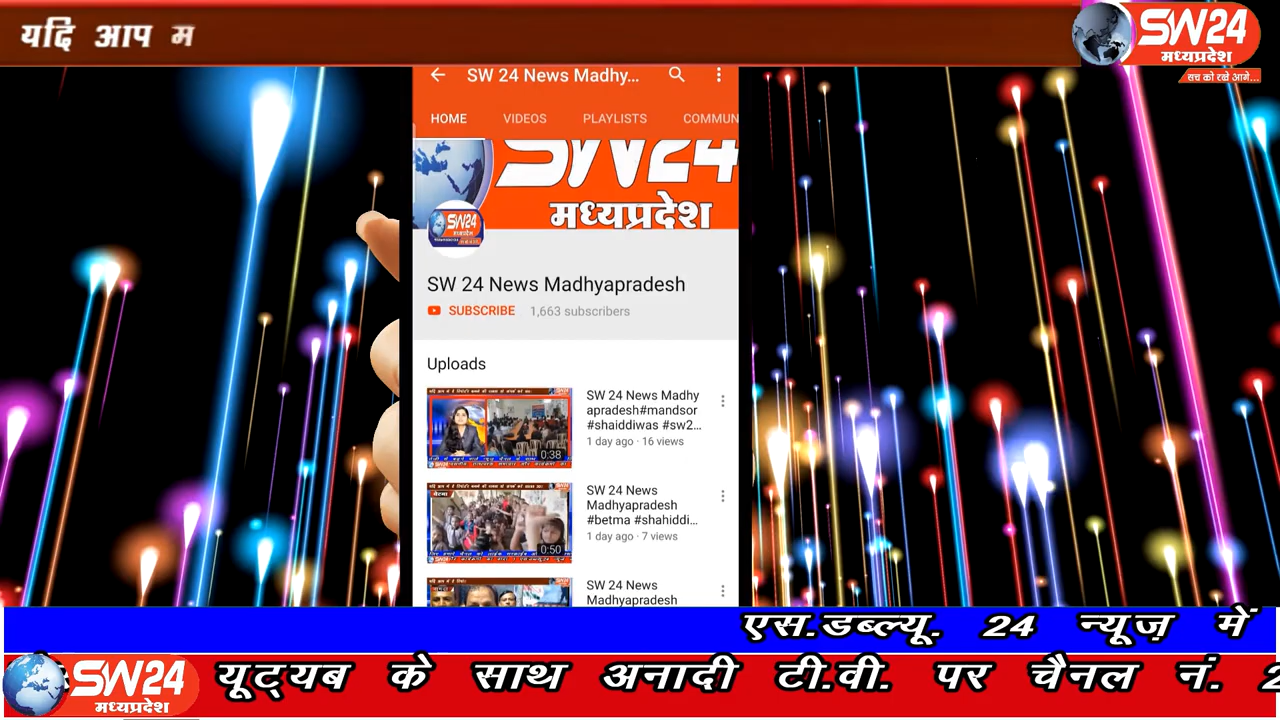 यदि आप म
SW24
मध्यप्रदेश
सच को रखे आगे...
SW 24 News Madhy...
HOME VIDEOS PLAYLISTS COMMUN
SW24
मध्यप्रदेश
SW24
SW 24 News Madhyapradesh
SUBSCRIBE 1,663 subscribers
Uploads
SW 24 News Madhy
apradesh#mandsor
#shaiddiwas #sw2...
1 day ago · 16 views
0:38
SW 24 News
Madhyapradesh
#betma #shahiddi...
1 day ago · 7 views
0:50
SW 24 News
Madhyapradesh
एस.डब्ल्यू. 24 न्यूज़ में
SW24
मध्यप्रदेश
यूट्यब के साथ अनादी टी.वी. पर चैनल नं. 2